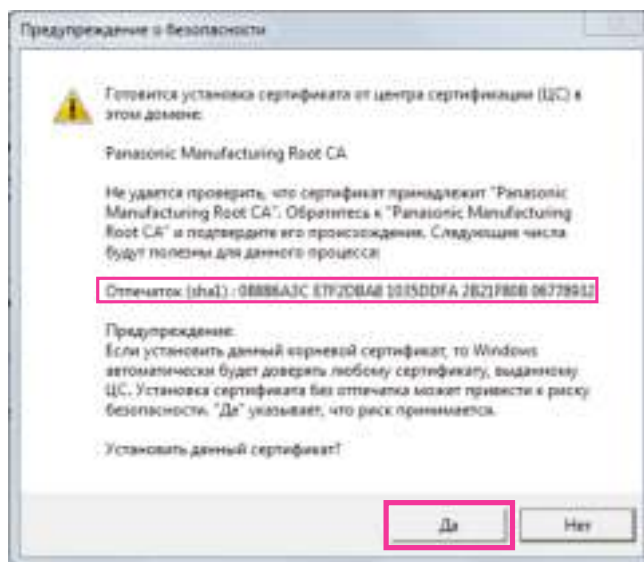 Предупреждение о безопасности
Готовится установка сертификата от центра сертификации (ЦС) в
этом домене:
Panasonic Manufacturing Root CA
Не удается проверить, что сертификат принадлежит "Panasonic
Manufacturing Root CA". Обратитесь к "Panasonic Manufacturing
Root CA" и подтвердите его происхождение. Следующие числа
будут полезны для данного процесса:
Отпечаток (sha1) :
Предупреждение:
Если установить данный корневой сертификат, то Windows
автоматически будет доверять любому сертификату, выданному
ЦС. Установка сертификата без отпечатка может привести к риску
безопасности. "Да" указывает, что риск принимается.
Установить данный сертификат?
Да
Нет